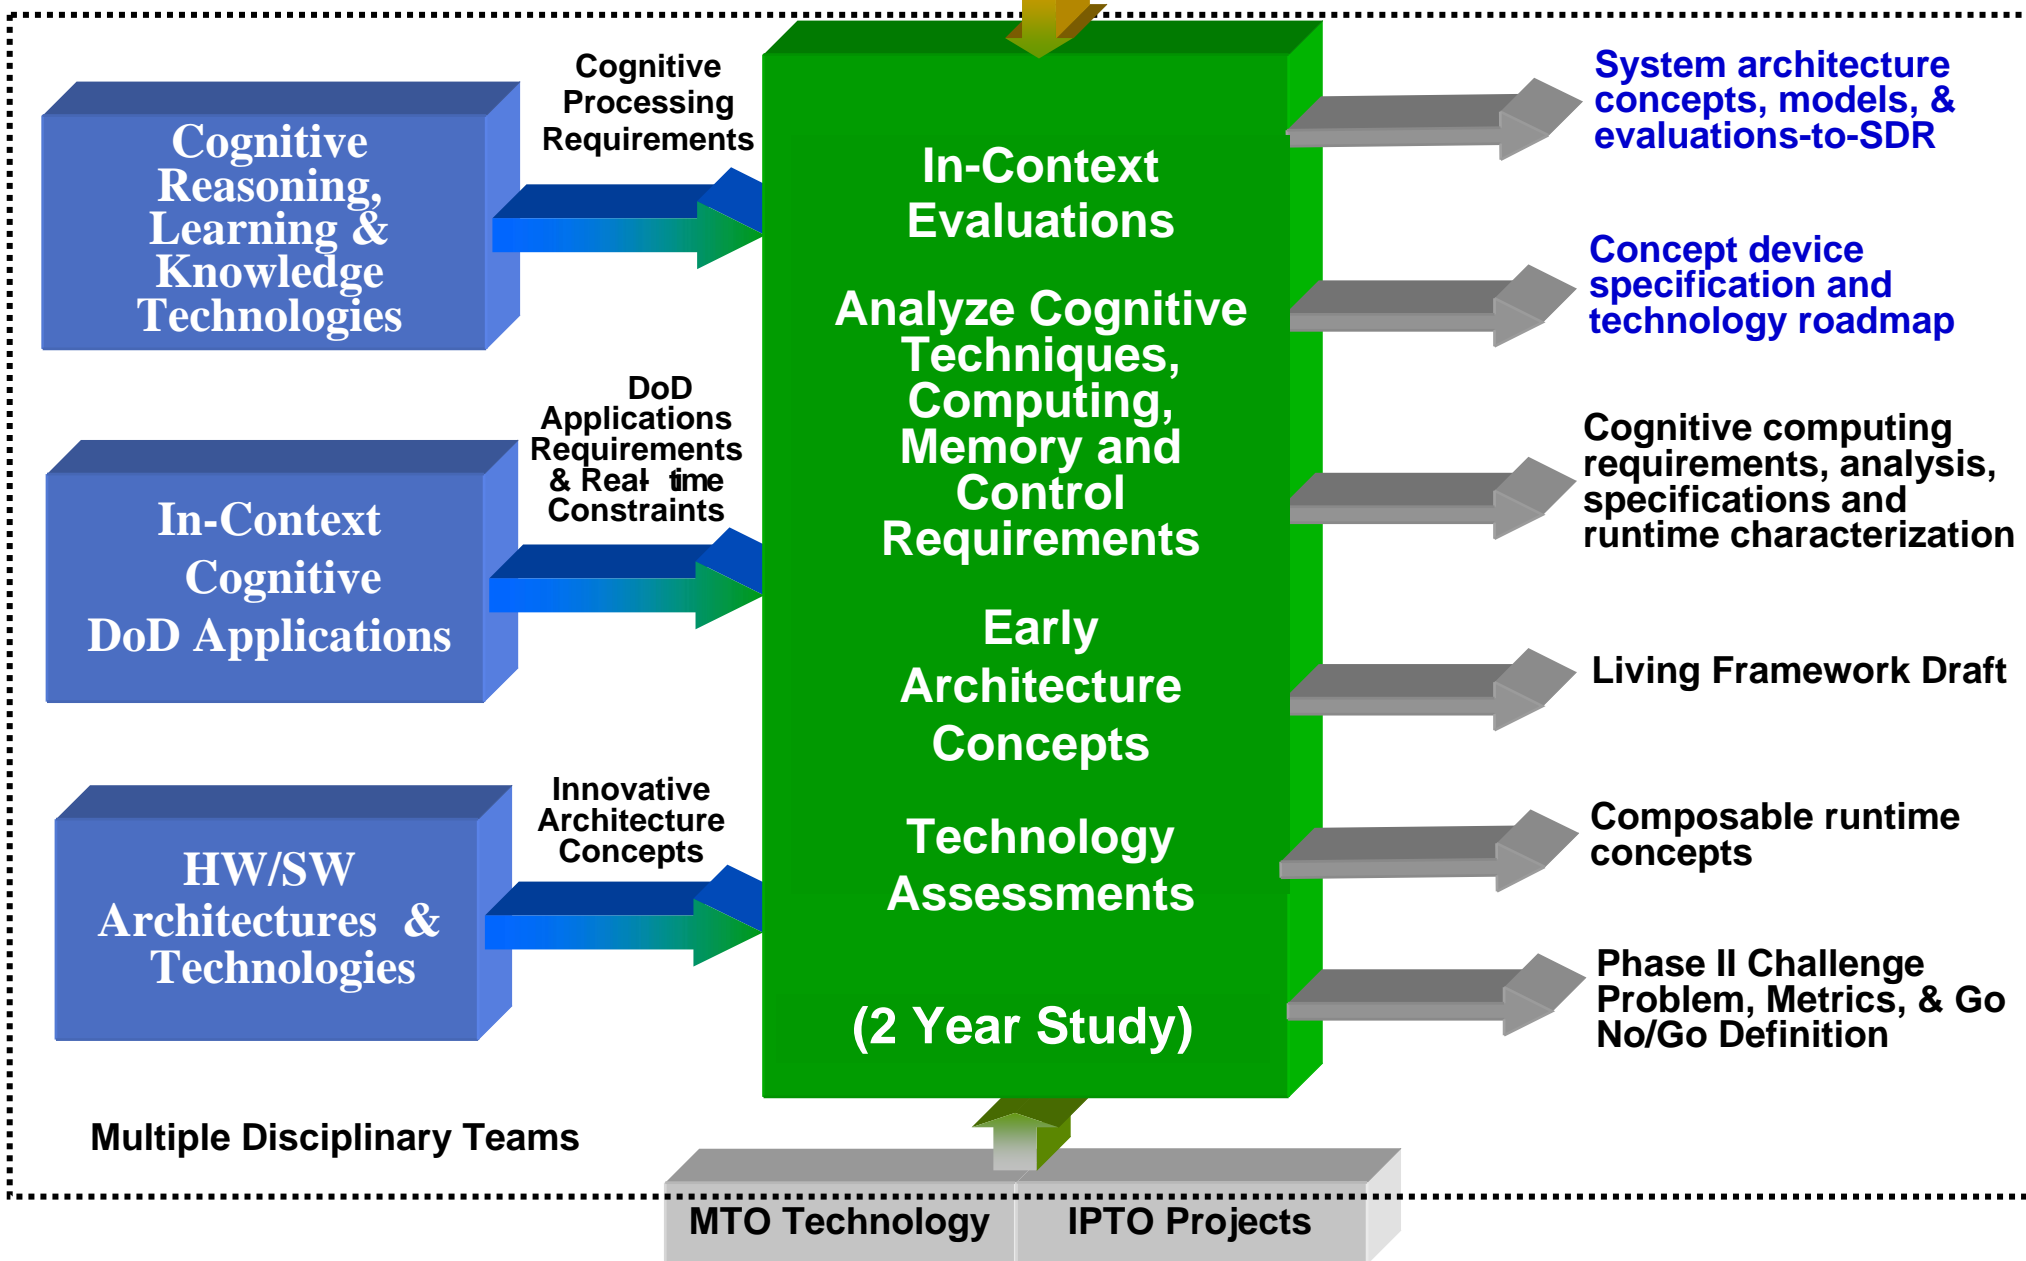 Cognitive
Reasoning,
Learning &
Knowledge
Technologies
Cognitive
Processing
Requirements
In-Context
Cognitive
DoD Applications
DoD
Applications
Requirements
& Real- time
Constraints
HW/SW
Architectures &
Technologies
Innovative
Architecture
Concepts
In-Context
Evaluations
Analyze Cognitive
Techniques,
Computing,
Memory and
Control
Requirements
Early
Architecture
Concepts
Technology
Assessments
(2 Year Study)
System architecture
concepts, models, &
evaluations-to-SDR
Concept device
specification and
technology roadmap
Cognitive computing
requirements, analysis,
specifications and
runtime characterization
Living Framework Draft
Composable runtime
concepts
Phase II Challenge
Problem, Metrics, & Go
No/Go Definition
Multiple Disciplinary Teams
MTO Technology
IPTO Projects